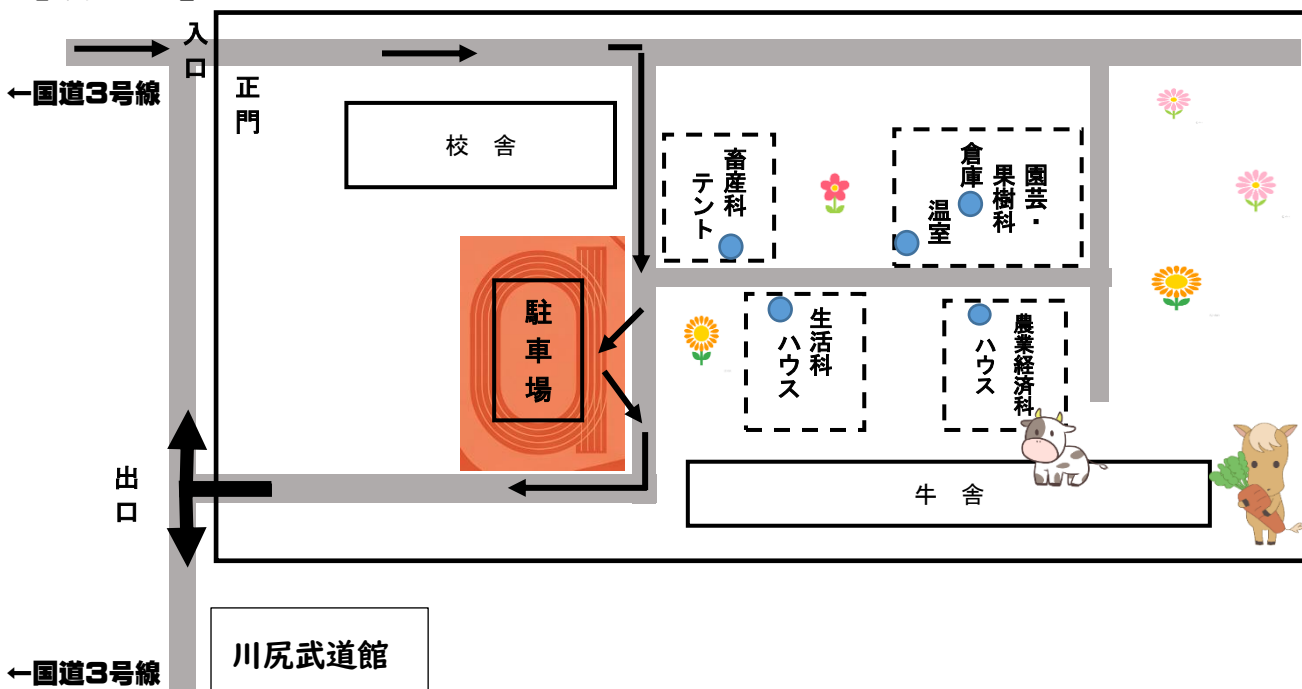 入口
←国道3号線
正門
校 舎
畜産科
テント
園芸・
果樹科
倉庫
温室
駐車場
生活科
ハウス
農業経済科
ハウス
出口
牛 舎
川尻武道館
←国道3号線